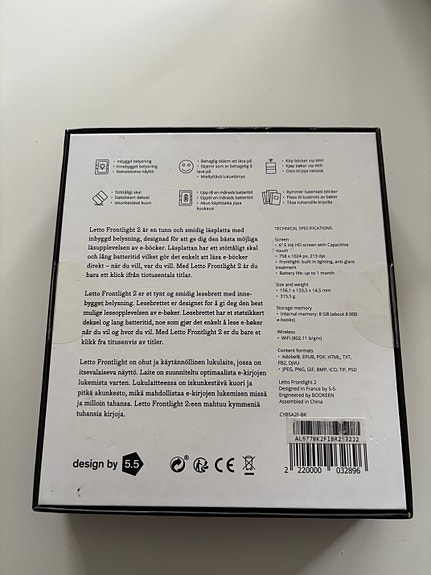 • Inbyggd belysning
• Innebygget belysning
• Itsevalaiseva näyttö
• Behaglig skärm att läsa på
• Skjerm som er behagelig å lese på
• Miellyttävä lukuelämys
• Köp böcker via WiFi
• Kjøp bøker via WiFi
• Osta kirjoja netissä
• Stöttåligt skal
• Støtsikkert deksel
• Iskunkestävä kuori
• Upp till en månads batteritid
• Opptil en måneds batteritid
• Akun käyttöaika jopa kuukausi
• Rymmer tusentals böcker
• Plass til tusenvis av bøker
• Tilaa tuhansille kirjoille
Letto Frontlight 2 är en tunn och smidig läsplatta med
inbyggd belysning, designad för att ge dig den bästa möjliga
läsupplevelsen av e-böcker. Läsplattan har ett stöttåligt skal
och lång batteritid vilket gör det enkelt att läsa e-böcker
direkt – när du vill, var du vill. Med Letto Frontlight 2 är du
bara ett klick ifrån tiotusentals titlar.
Letto Frontlight 2 er et tynt og smidig lesebrett med inne-
bygget belysning. Lesebrettet er designet for å gi deg den best
mulige leseopplevelsen av e-bøker. Lesebrettet har et støtsikkert
deksel og lang batteritid, noe som gjør det enkelt å lese e-bøker
når du vil og hvor du vil. Med Letto Frontlight 2 er du bare et
klikk fra titusenvis av titler.
Letto Frontlight on ohut ja käytännöllinen lukulaite, jossa on
itsevalaiseva näyttö. Laite on suunniteltu optimaalista e-kirjojen
lukemista varten. Lukulaitteessa on iskunkestävä kuori ja
pitkä akunkesto, mikä mahdollistaa e-kirjojen lukemisen missä
ja milloin tahansa. Letto Frontlight 2:een mahtuu kymmeniä
tuhansia kirjoja.
TECHNICAL SPECIFICATIONS
Screen
• 6" E Ink HD screen with Capacitive
touch
• 758 x 1024 px, 213 dpi
• Frontlight: built in lighting, anti-glare
treatment
• Battery life: up to 1 month
Size and weight
• 156,1 x 133,5 x 14,5 mm
• 315,5 g
Storage memory
• Internal memory: 8 GB (about 8 000
e-books)
Wireless
• WiFi (802.11 b/g/n)
Content formats
• AdobeR, EPUB, PDF, HTML, TXT,
FB2, DJVU
• JPEG, PNG, GIF, BMP, ICO, TIF, PSD
Letto Frontlight 2
Designed in France by 5-5
Engineered by BOOKEEN
Assembled in China
CYBSA2F-BK
2 220000 032896
design by 5.5
CE